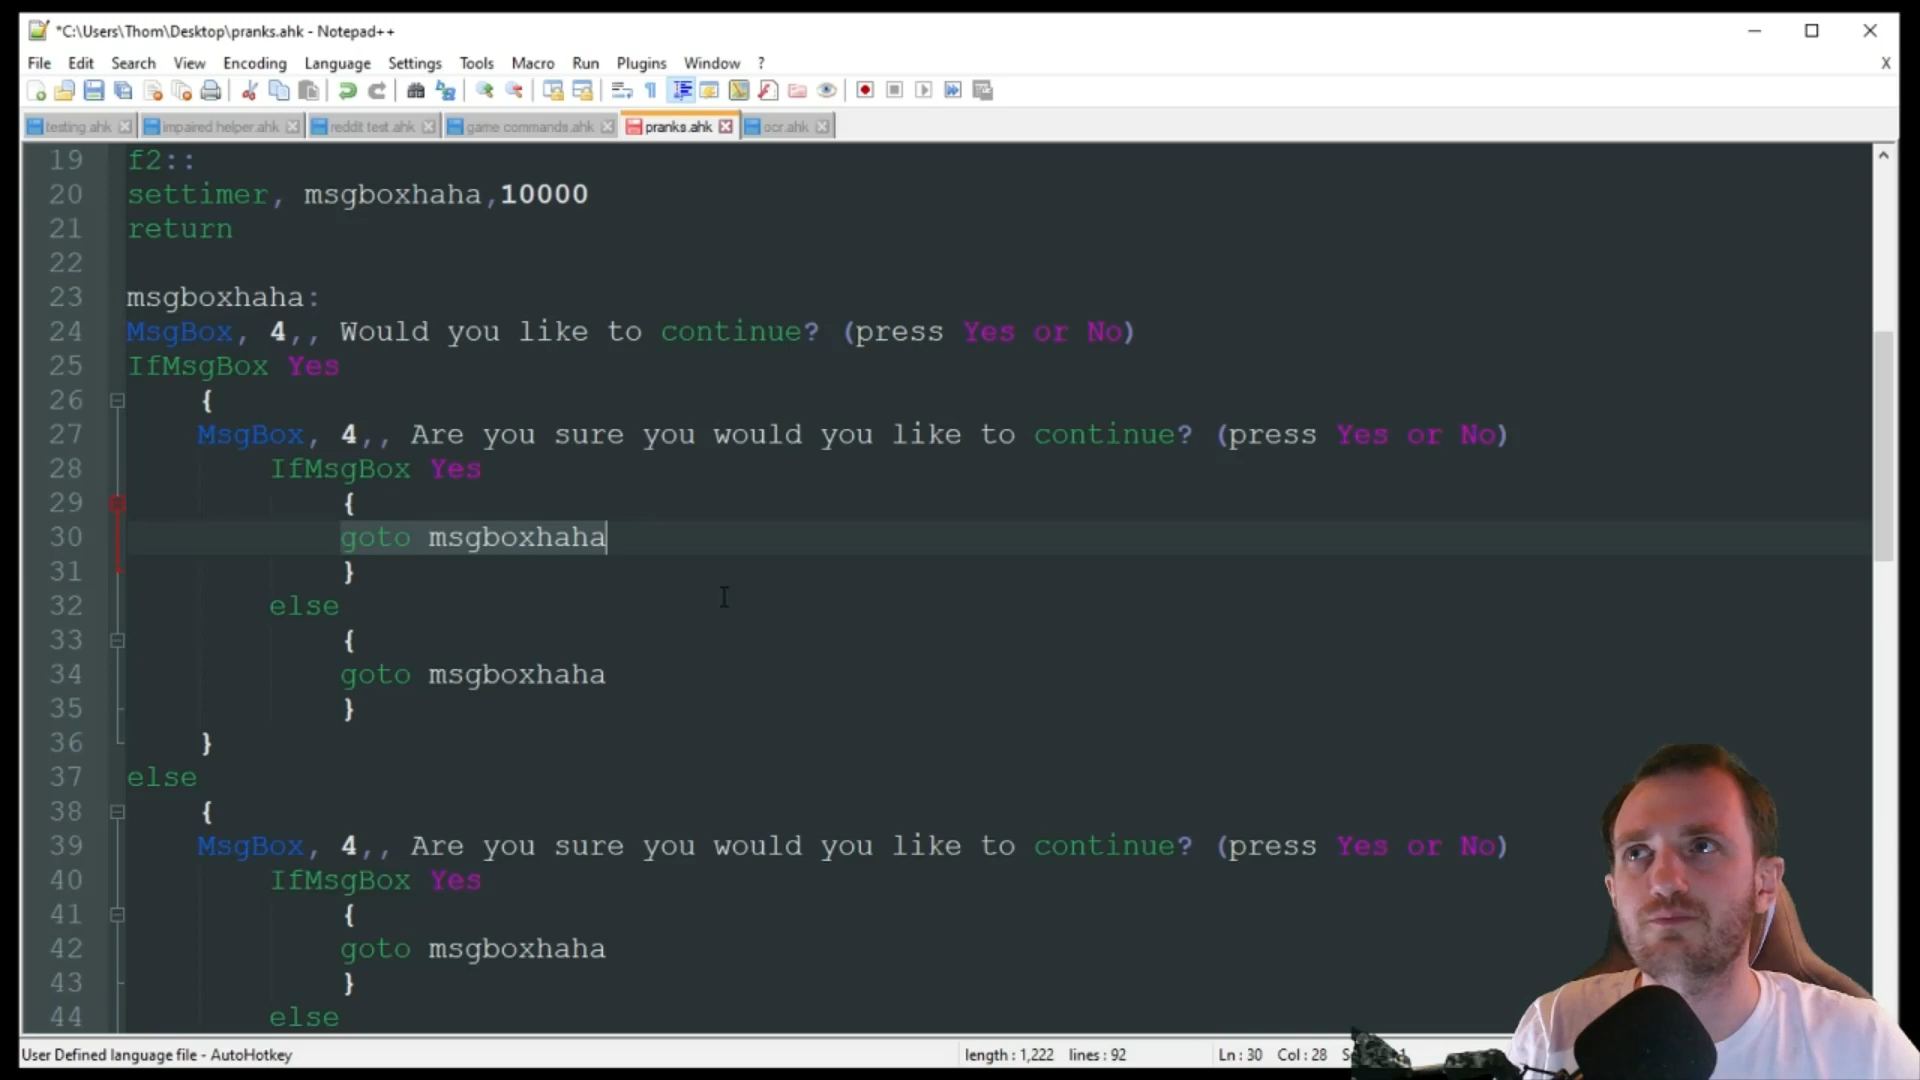 *C:\Users\Thom\Desktop\pranks.ahk - Notepad++
File Edit Search View Encoding Language Settings Tools Macro Run Plugins Window ? X
testing.ahk impaired helper.ahk reddit test.ahk game commands.ahk pranks.ahk ocr.ahk
19 f2::
20 settimer, msgboxhaha,10000
21 return
22
23 msgboxhaha:
24 MsgBox, 4,, Would you like to continue? (press Yes or No)
25 IfMsgBox Yes
26 {
27 MsgBox, 4,, Are you sure you would you like to continue? (press Yes or No)
28 IfMsgBox Yes
29 {
30 goto msgboxhaha
31 }
32 else
33 {
34 goto msgboxhaha
35 }
36 }
37 else
38 {
39 MsgBox, 4,, Are you sure you would you like to continue? (press Yes or No)
40 IfMsgBox Yes
41 {
42 goto msgboxhaha
43 }
44 else
User Defined language file - AutoHotkey length : 1,222 lines : 92 Ln : 30 Col : 28